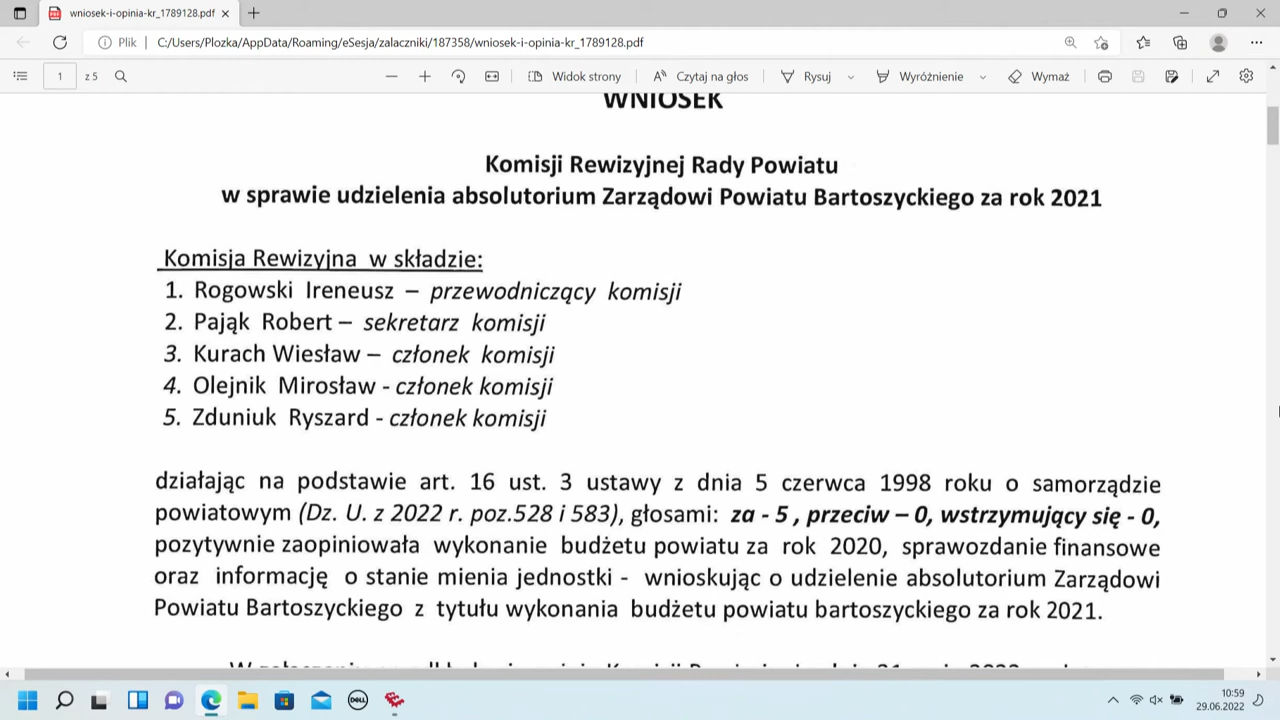 wniosek-i-opinia-kr_1789128.pdf
Plik
C:/Users/Plozka/AppData/Roaming/eSesja/zalaczniki/187358/wniosek-i-opinia-kr_1789128.pdf
1 z 5 Widok strony Czytaj na głos Rysuj Wyróżnienie Wymaż
WNIOSEK
Komisji Rewizyjnej Rady Powiatu
w sprawie udzielenia absolutorium Zarządowi Powiatu Bartoszyckiego za rok 2021
Komisja Rewizyjna w składzie:
1. Rogowski Ireneusz – przewodniczący komisji
2. Pająk Robert – sekretarz komisji
3. Kurach Wiesław – członek komisji
4. Olejnik Mirosław - członek komisji
5. Zduniuk Ryszard - członek komisji
działając na podstawie art. 16 ust. 3 ustawy z dnia 5 czerwca 1998 roku o samorządzie
powiatowym (Dz. U. z 2022 r. poz.528 i 583), głosami: za - 5 , przeciw – 0, wstrzymujący się - 0,
pozytywnie zaopiniowała wykonanie budżetu powiatu za rok 2020, sprawozdanie finansowe
oraz informację o stanie mienia jednostki - wnioskując o udzielenie absolutorium Zarządowi
Powiatu Bartoszyckiego z tytułu wykonania budżetu powiatu bartoszyckiego za rok 2021.
DELL
10:59
29.06.2022